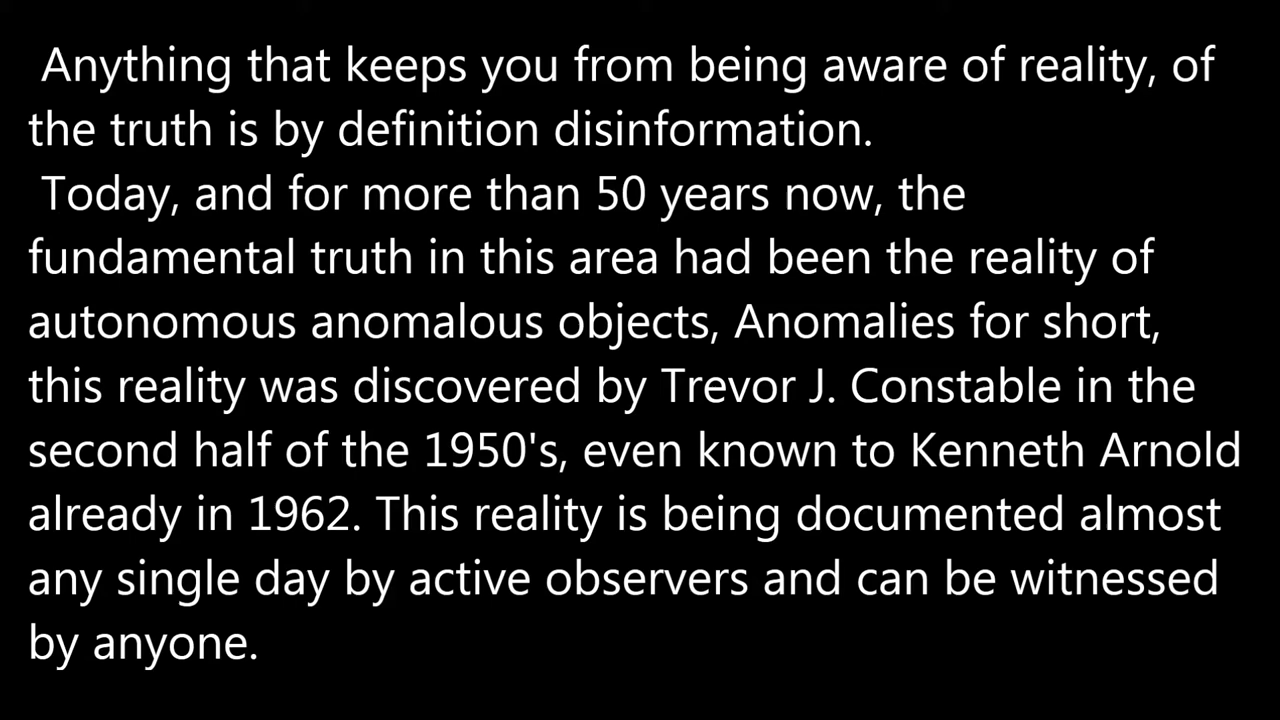 Anything that keeps you from being aware of reality, of
the truth is by definition disinformation.
Today, and for more than 50 years now, the
fundamental truth in this area had been the reality of
autonomous anomalous objects, Anomalies for short,
this reality was discovered by Trevor J. Constable in the
second half of the 1950's, even known to Kenneth Arnold
already in 1962. This reality is being documented almost
any single day by active observers and can be witnessed
by anyone.